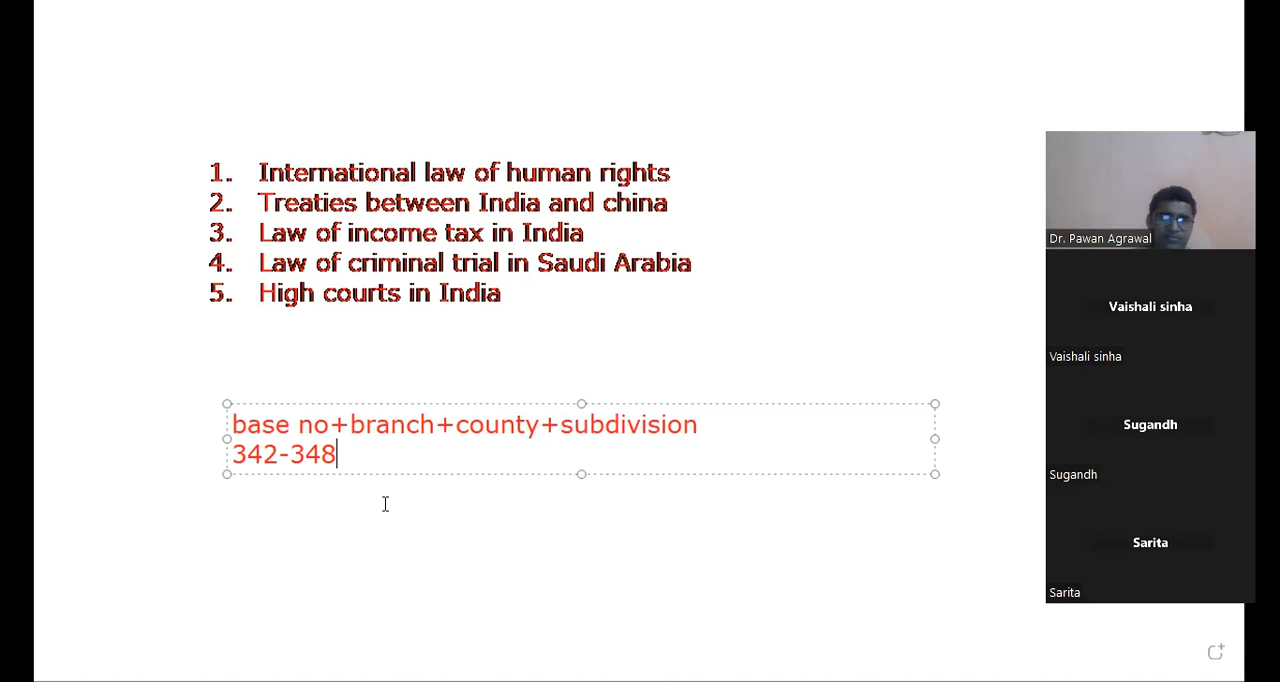 1. International law of human rights
2. Treaties between India and china
3. Law of income tax in India
4. Law of criminal trial in Saudi Arabia
5. High courts in India
base no+branch+county+subdivision
342-348
Dr. Pawan Agrawal
Vaishali sinha
Vaishali sinha
Sugandh
Sugandh
Sarita
Sarita